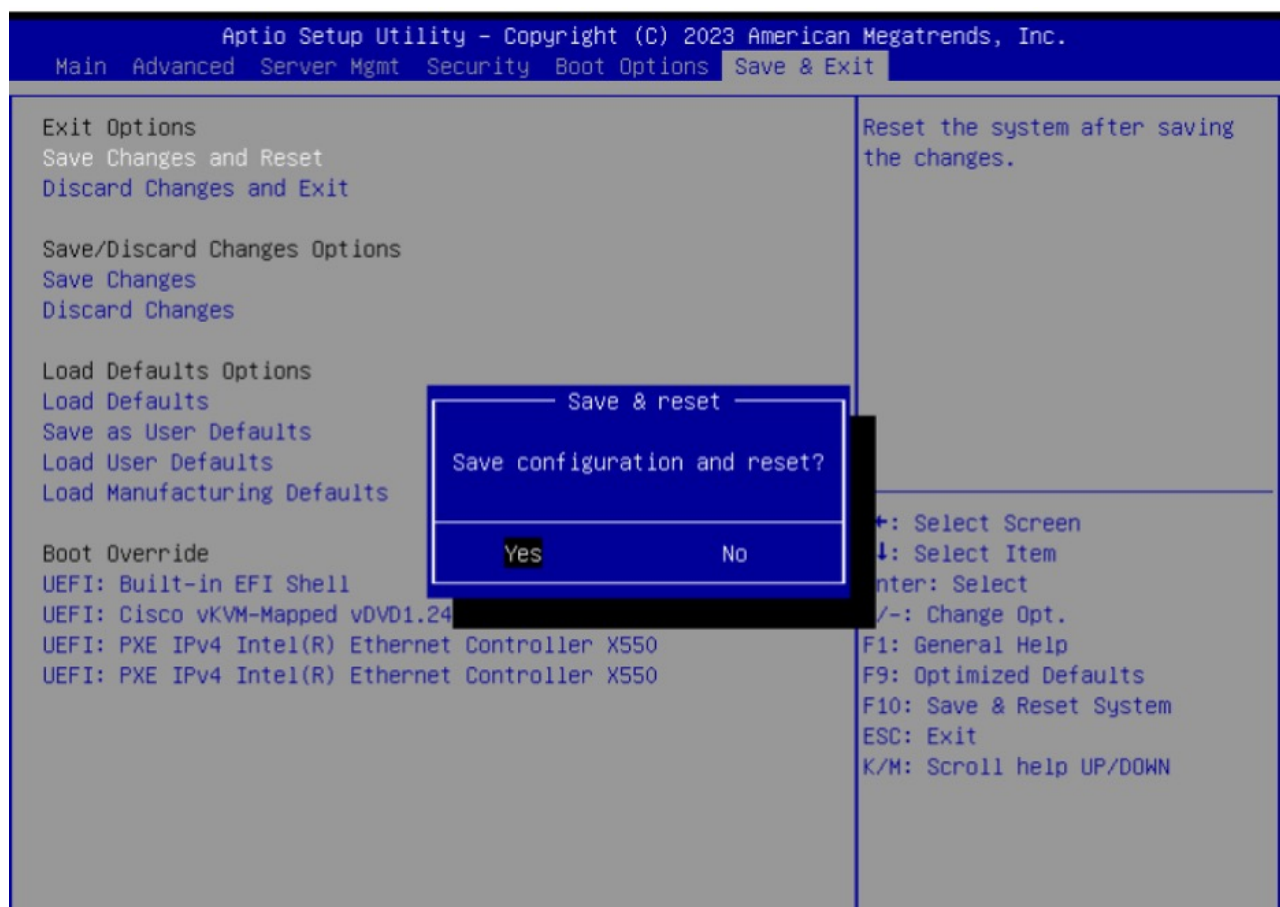 Aptio Setup Utility – Copyright (C) 2023 American Megatrends, Inc.
Main Advanced Server Mgmt Security Boot Options Save & Exit
Exit Options
Save Changes and Reset
Discard Changes and Exit
Save/Discard Changes Options
Save Changes
Discard Changes
Load Defaults Options
Load Defaults
Save as User Defaults
Load User Defaults
Load Manufacturing Defaults
Boot Override
UEFI: Built-in EFI Shell
UEFI: Cisco vKVM-Mapped vDVD1.24
UEFI: PXE IPv4 Intel(R) Ethernet Controller X550
UEFI: PXE IPv4 Intel(R) Ethernet Controller X550
Save & reset
Save configuration and reset?
Yes No
Reset the system after saving
the changes.
←: Select Screen
↓: Select Item
nter: Select
/-: Change Opt.
F1: General Help
F9: Optimized Defaults
F10: Save & Reset System
ESC: Exit
K/M: Scroll help UP/DOWN